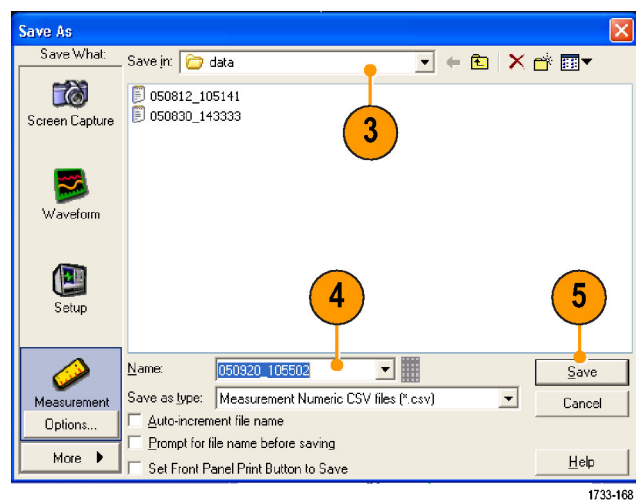 Save As
Save What:
Save in: data
Screen Capture
050812_105141
050830_143333
3
Waveform
Setup
4
5
Name: 050920_105502
Save
Measurement
Save as type: Measurement Numeric CSV files (*.csv)
Cancel
Options...
Auto-increment file name
Prompt for file name before saving
More
Set Front Panel Print Button to Save
Help
1733-168